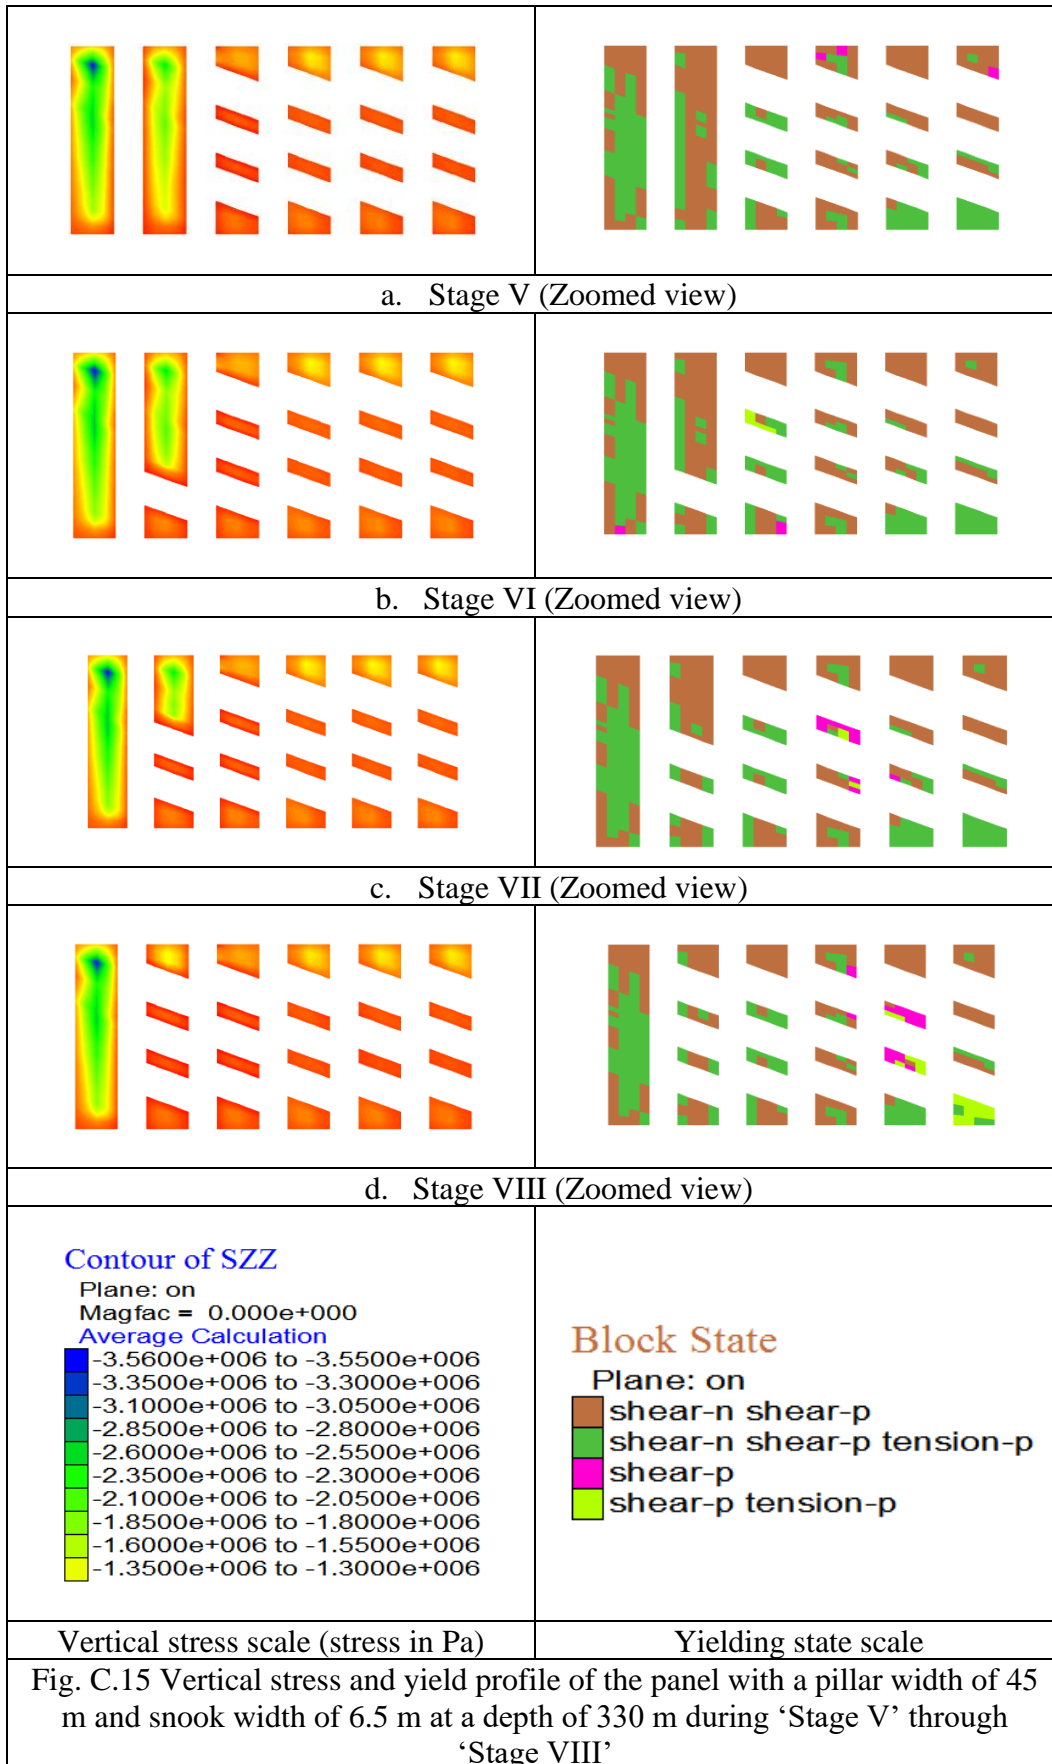 a. Stage V (Zoomed view)
b. Stage VI (Zoomed view)
c. Stage VII (Zoomed view)
d. Stage VIII (Zoomed view)
Contour of SZZ
Plane: on
Magfac = 0.000e+000
Average Calculation
-3.5600e+006 to -3.5500e+006
-3.3500e+006 to -3.3000e+006
-3.1000e+006 to -3.0500e+006
-2.8500e+006 to -2.8000e+006
-2.6000e+006 to -2.5500e+006
-2.3500e+006 to -2.3000e+006
-2.1000e+006 to -2.0500e+006
-1.8500e+006 to -1.8000e+006
-1.6000e+006 to -1.5500e+006
-1.3500e+006 to -1.3000e+006
Block State
Plane: on
shear-n shear-p
shear-n shear-p tension-p
shear-p
shear-p tension-p
Vertical stress scale (stress in Pa)
Yielding state scale
Fig. C.15 Vertical stress and yield profile of the panel with a pillar width of 45
m and snook width of 6.5 m at a depth of 330 m during ‘Stage V’ through
‘Stage VIII’